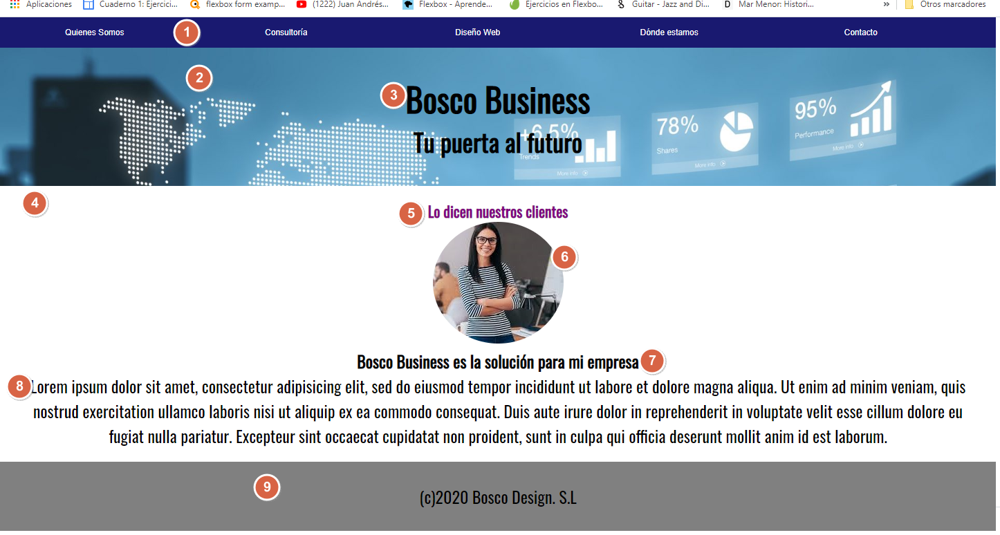 Aplicaciones Cuaderno 1: Ejercici... flexbox form examp... (1222) Juan Andrés... Flexbox - Aprende... Ejercicios en Flexbo... Guitar - Jazz and Di... D Mar Menor: Histori... » Otros marcadores
Quienes Somos 1 Consultoría Diseño Web Dónde estamos Contacto
2
3 Bosco Business
Tu puerta al futuro
+6.5%
Trends
More info
78%
Shares
More info
95%
Performance
More info
4
5 Lo dicen nuestros clientes
6
Bosco Business es la solución para mi empresa 7
8 Lorem ipsum dolor sit amet, consectetur adipisicing elit, sed do eiusmod tempor incididunt ut labore et dolore magna aliqua. Ut enim ad minim veniam, quis
nostrud exercitation ullamco laboris nisi ut aliquip ex ea commodo consequat. Duis aute irure dolor in reprehenderit in voluptate velit esse cillum dolore eu
fugiat nulla pariatur. Excepteur sint occaecat cupidatat non proident, sunt in culpa qui officia deserunt mollit anim id est laborum.
9
(c)2020 Bosco Design. S.L